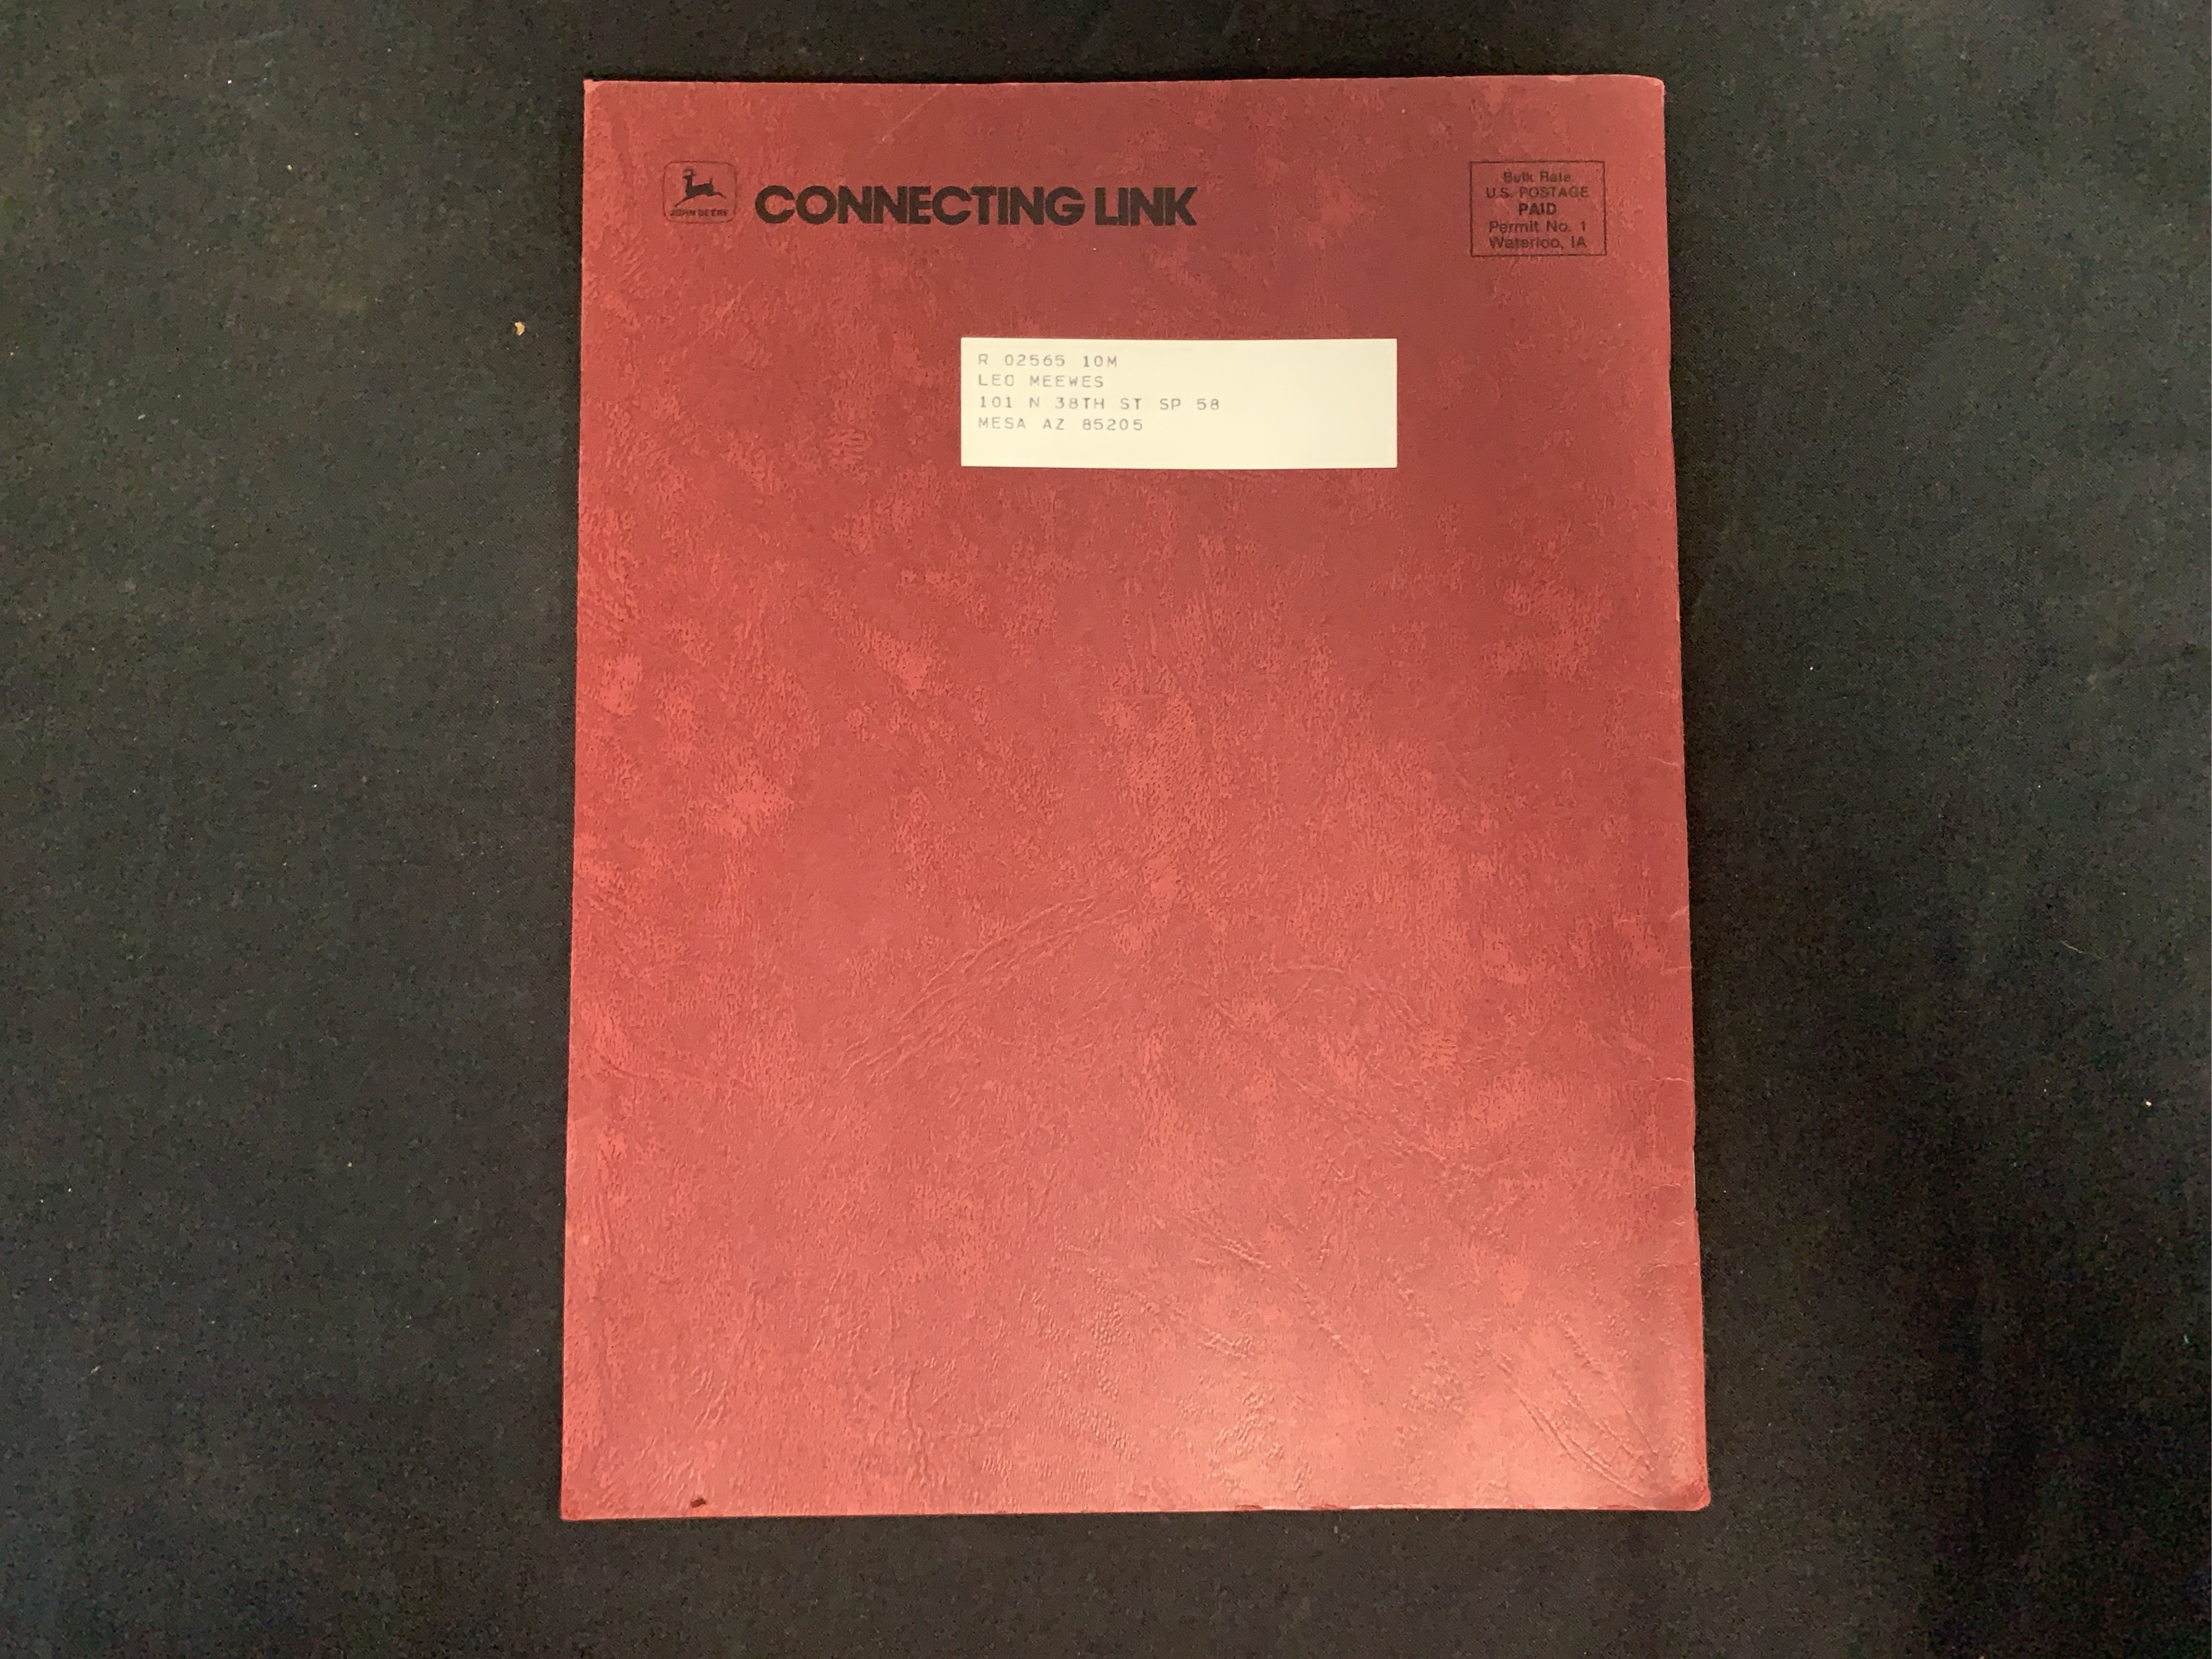 JOHN DEERE
CONNECTING LINK
Bulk Rate
U.S. POSTAGE
PAID
Permit No. 1
Waterloo, IA
R 02565 10M
LEO MEEWES
101 N 38TH ST SP 58
MESA AZ 85205